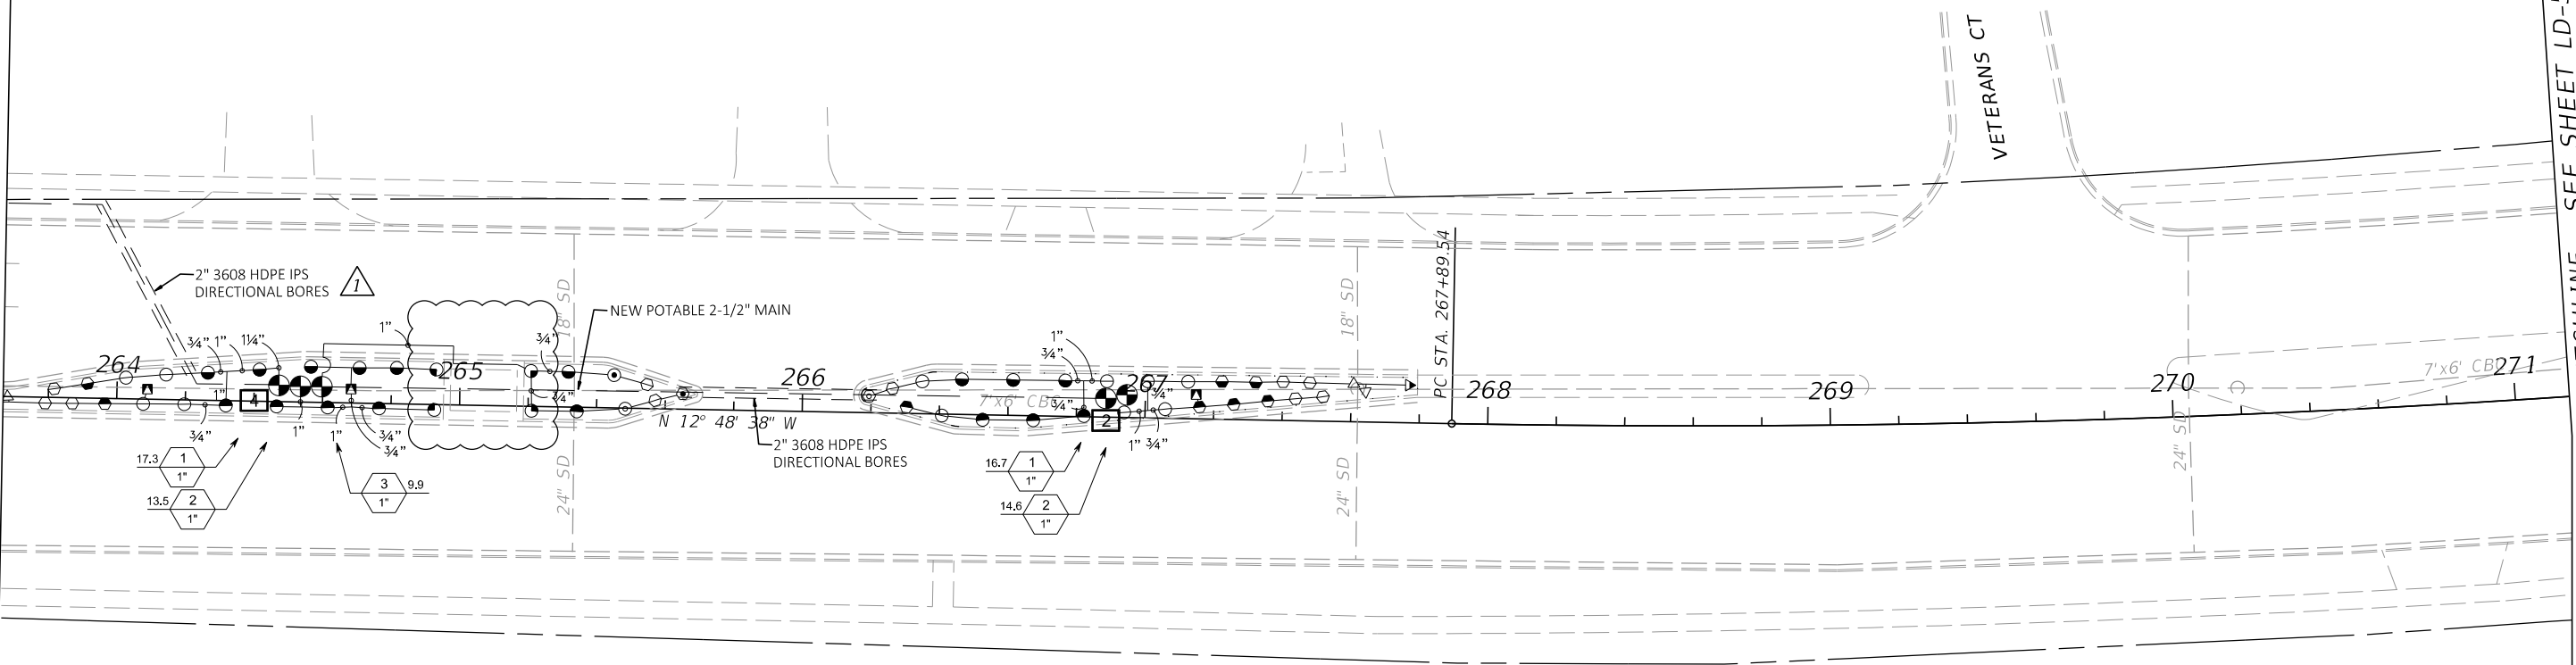 VETERANS CT
SEE SHEET LD-
2" 3608 HDPE IPS
DIRECTIONAL BORES
1
1"
18" SD
NEW POTABLE 2-1/2" MAIN
18" SD
PC STA. 267+89.54
¾" 1" 1¼"
¾"
1"
¾"
264
265
266
267
268
269
270
271
7'x6' CB
7'x6' CB
1"
4
¾"
¾"
¾"
2
¾"
1"
1"
¾"
¾"
N 12° 48' 38" W
1" ¾"
2" 3608 HDPE IPS
DIRECTIONAL BORES
17.3
1
1"
13.5
2
1"
3
1"
9.9
24" SD
16.7
1
1"
14.6
2
1"
24" SD
24" SD